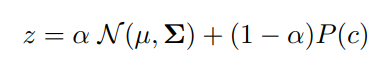 z = α 𝒩(μ, Σ) + (1 − α)P(c)